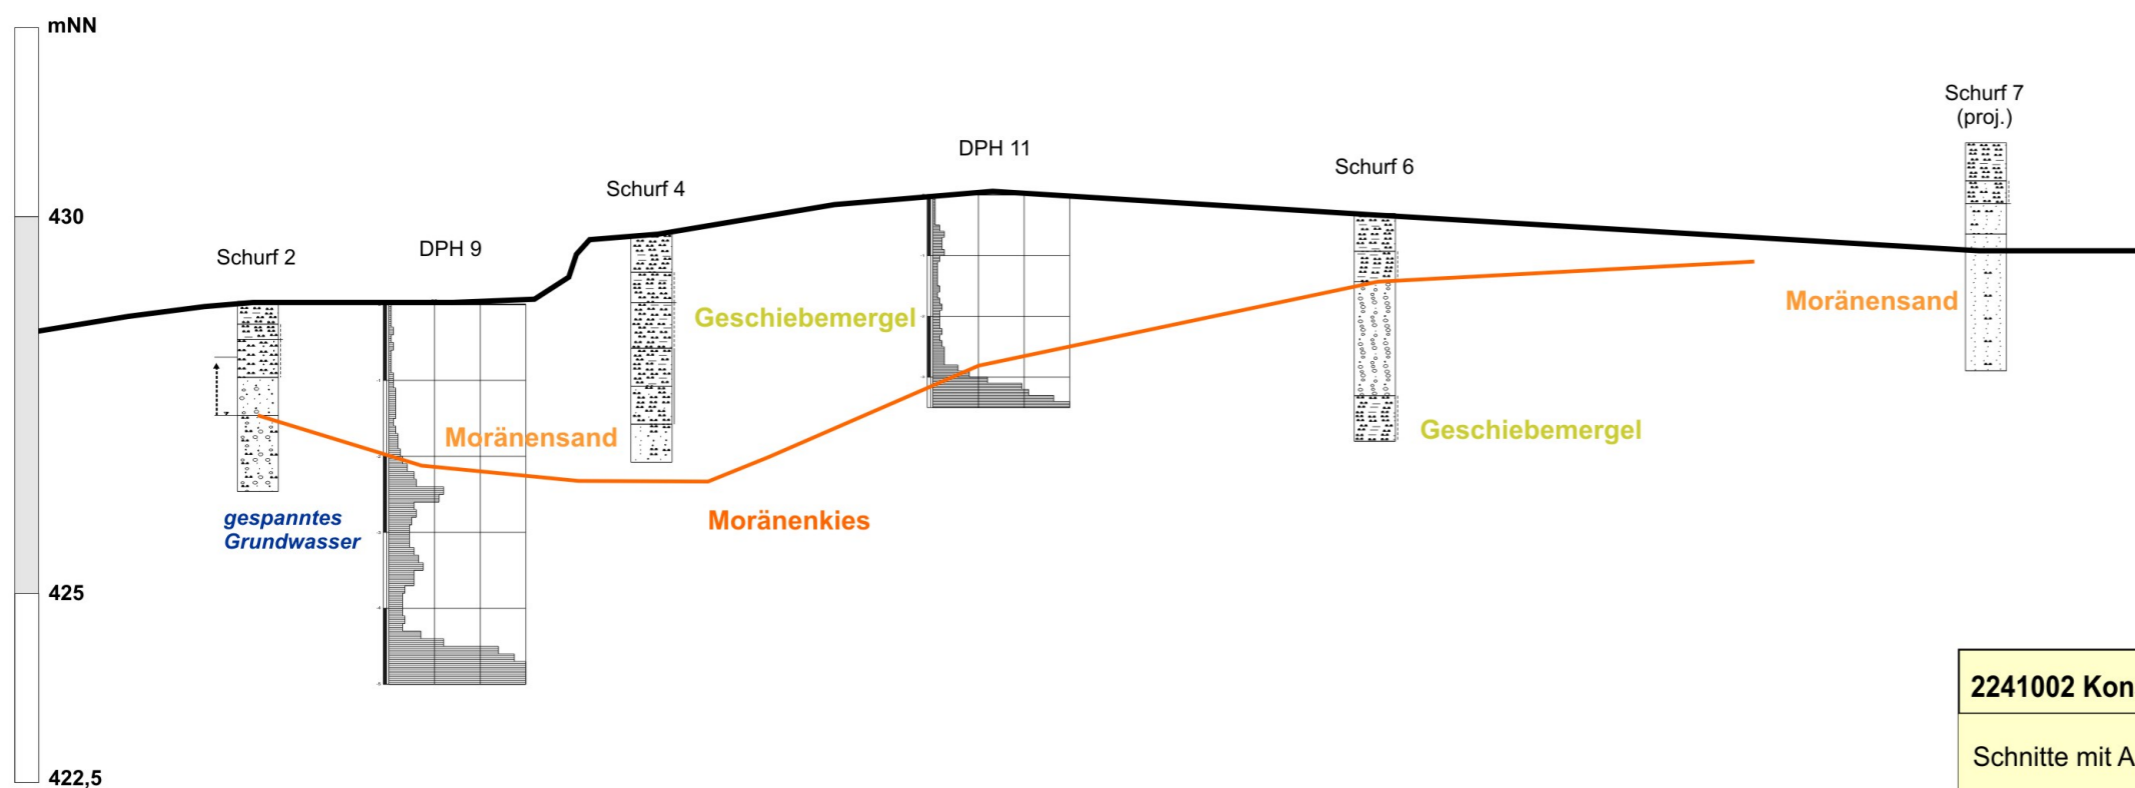 mNN
Schurf 7
(proj.)
DPH 11
Schurf 6
Schurf 4
430
DPH 9
Schurf 2
Moränensand
Geschiebemergel
Moränensand
Geschiebemergel
gespanntes
Grundwasser
Moränenkies
425
2241002 Kon
Schnitte mit A
422,5